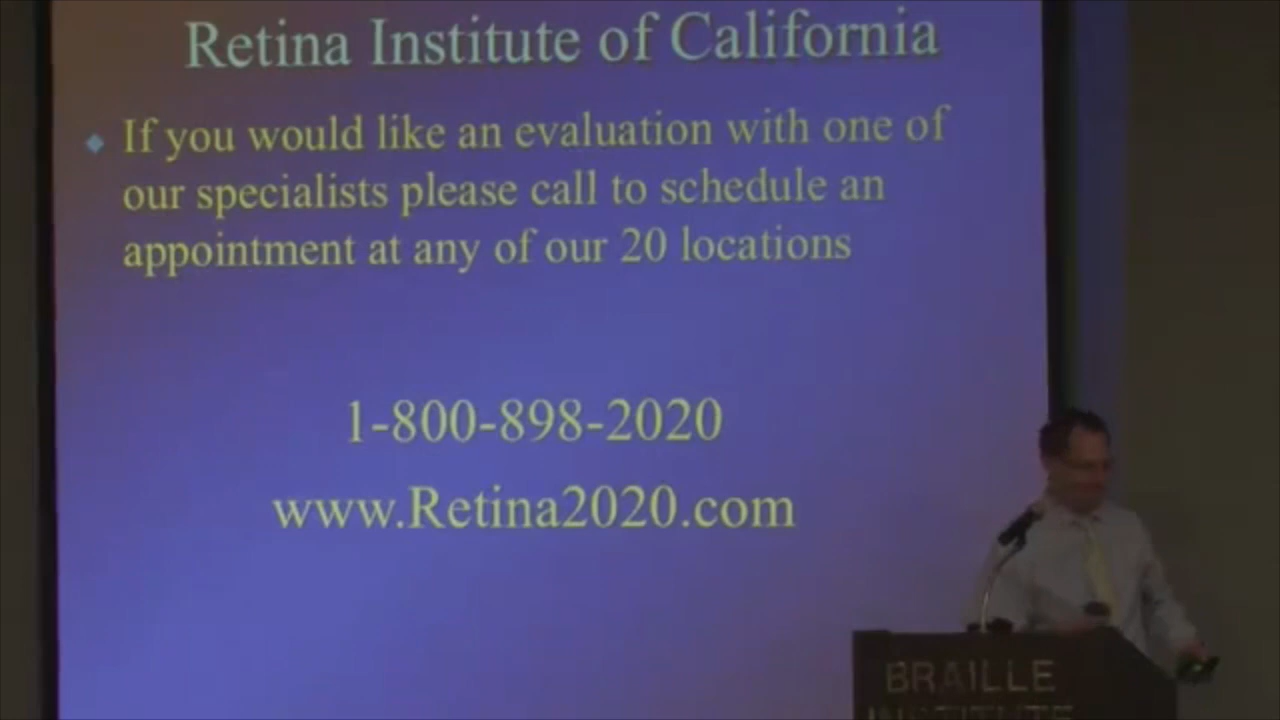 Retina Institute of California
If you would like an evaluation with one of
our specialists please call to schedule an
appointment at any of our 20 locations
1-800-898-2020
www.Retina2020.com
BRAILLE
INSTITUTE